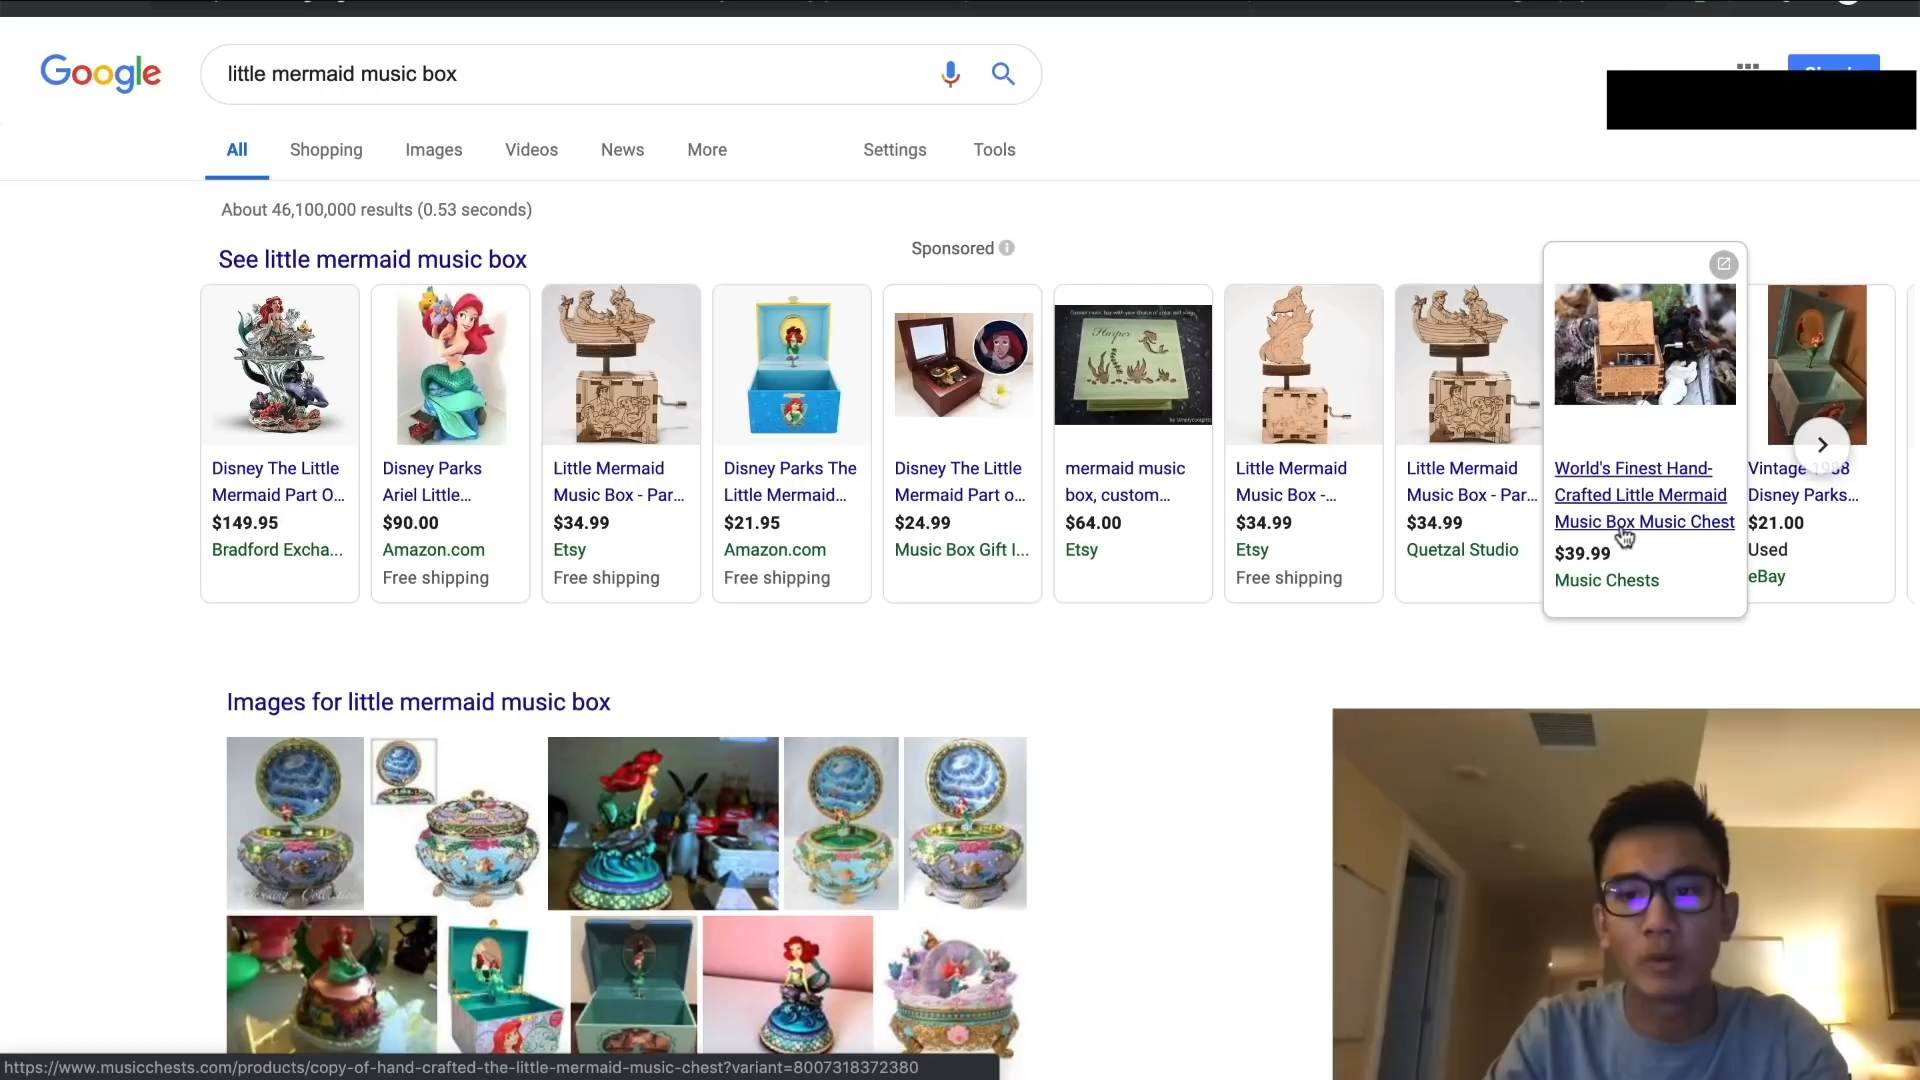 Google
little mermaid music box
All Shopping Images Videos News More Settings Tools
About 46,100,000 results (0.53 seconds)
Sponsored
See little mermaid music box
Disney The Little
Mermaid Part O...
$149.95
Bradford Excha...
Disney Parks
Ariel Little...
$90.00
Amazon.com
Free shipping
Little Mermaid
Music Box - Par...
$34.99
Etsy
Free shipping
Disney Parks The
Little Mermaid...
$21.95
Amazon.com
Free shipping
Disney The Little
Mermaid Part o...
$24.99
Music Box Gift I...
Harper
mermaid music
box, custom...
$64.00
Etsy
Little Mermaid
Music Box -...
$34.99
Etsy
Free shipping
Little Mermaid
Music Box - Par...
$34.99
Quetzal Studio
World's Finest Hand-
Crafted Little Mermaid
Music Box Music Chest
$39.99
Music Chests
Vintage 1988
Disney Parks...
$21.00
Used
eBay
Images for little mermaid music box
https://www.musicchests.com/products/copy-of-hand-crafted-the-little-mermaid-music-chest?variant=8007318372380